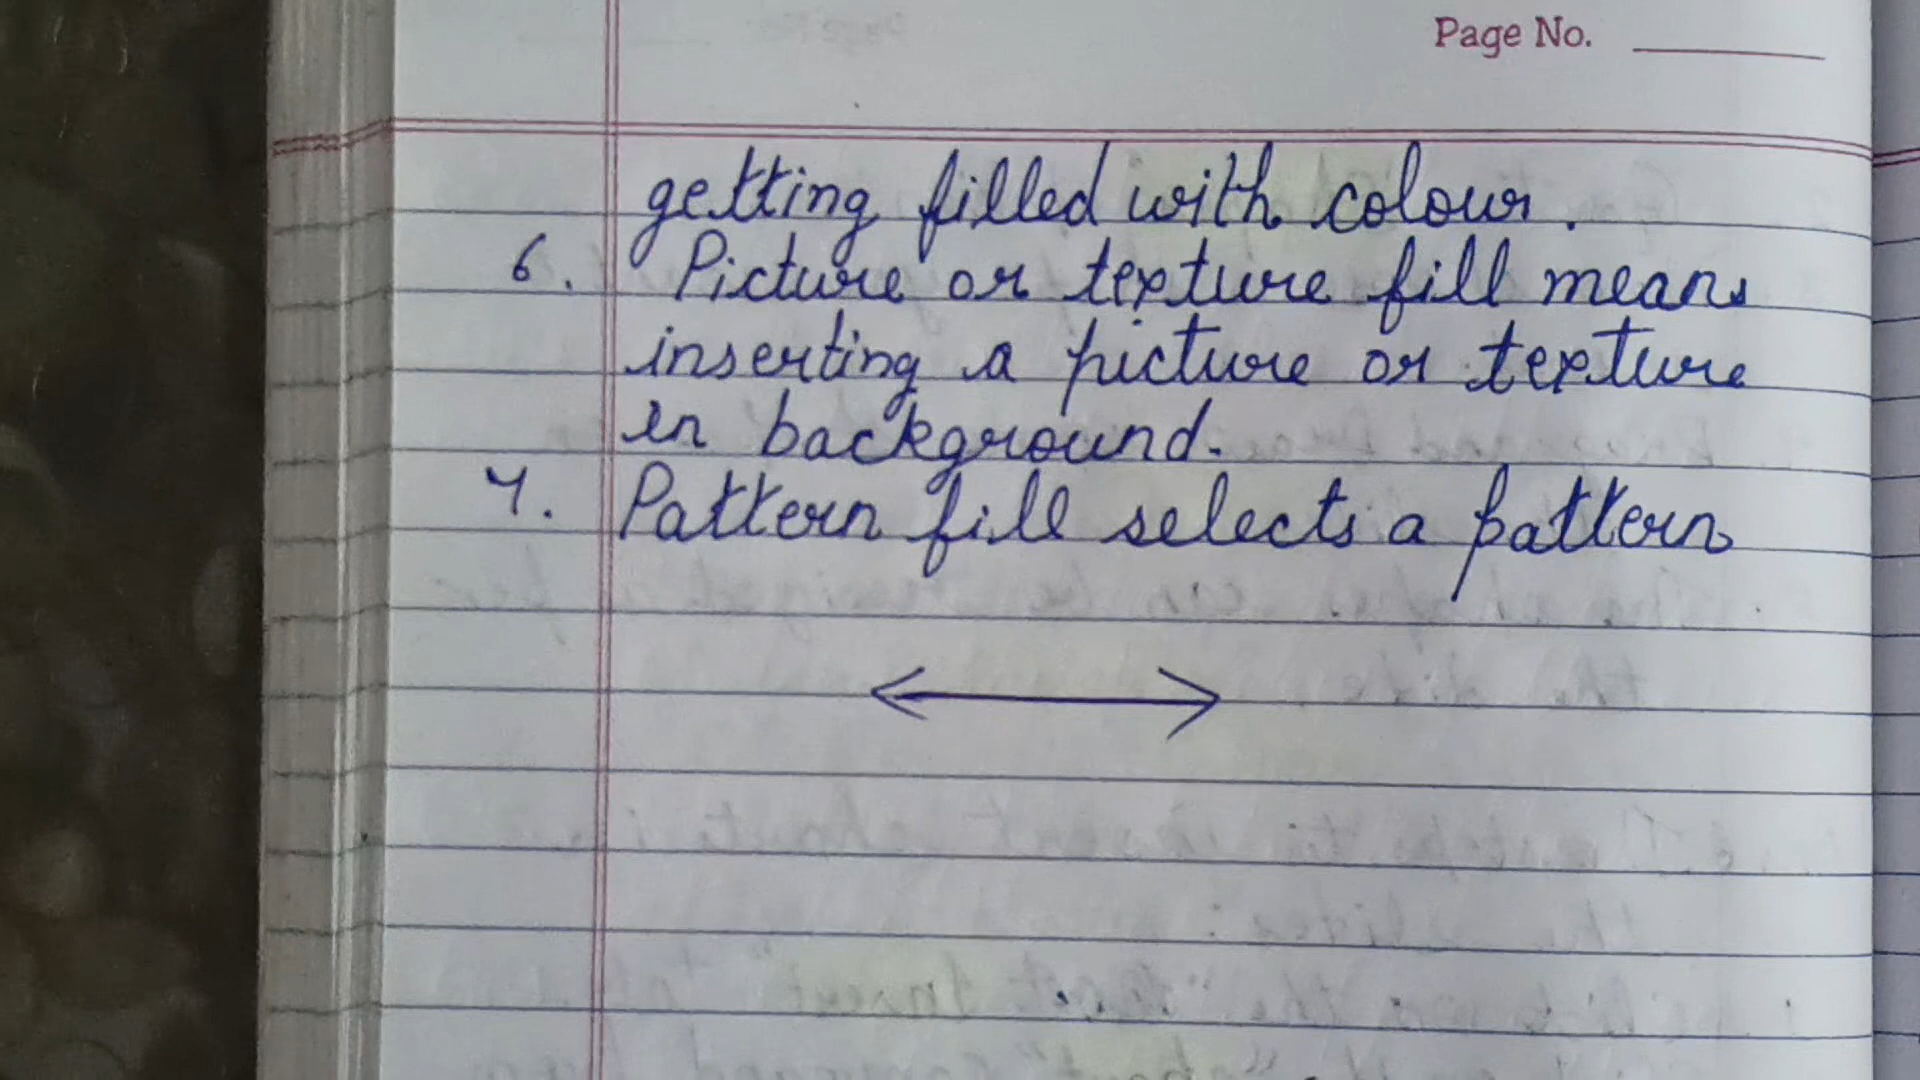 Page No.
getting filled with colour.
6. Picture or texture fill means
inserting a picture or texture
in background.
7. Pattern fill selects a pattern